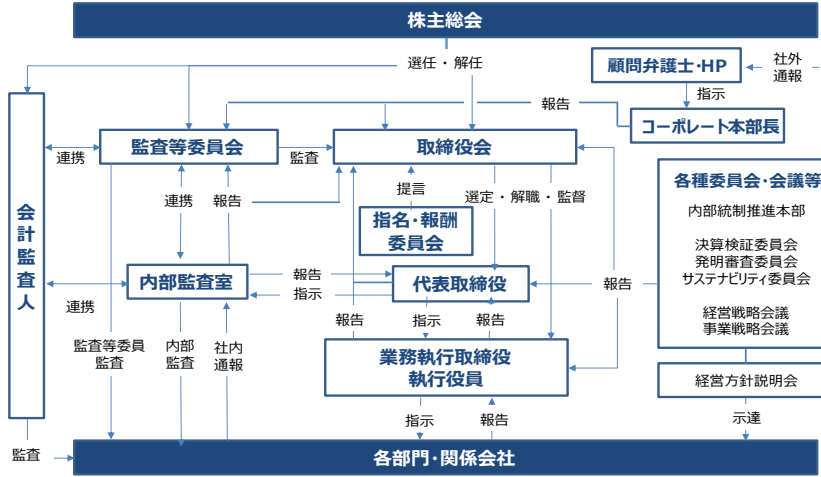 株主総会
選任・解任
顧問弁護士・HP
社外
通報
指示
報告
コーポレート本部長
監査等委員会
監査
取締役会
連携
各種委員会・会議等
内部統制推進本部
決算検証委員会
発明審査委員会
サステナビリティ委員会
経営戦略会議
事業戦略会議
連携
報告
提言
選定・解職・監督
指名・報酬
委員会
会計監査人
内部監査室
報告
指示
代表取締役
報告
連携
報告
指示
報告
監査等委員
監査
内部
監査
社内
通報
業務執行取締役
執行役員
経営方針説明会
指示
報告
示達
監査
各部門・関係会社